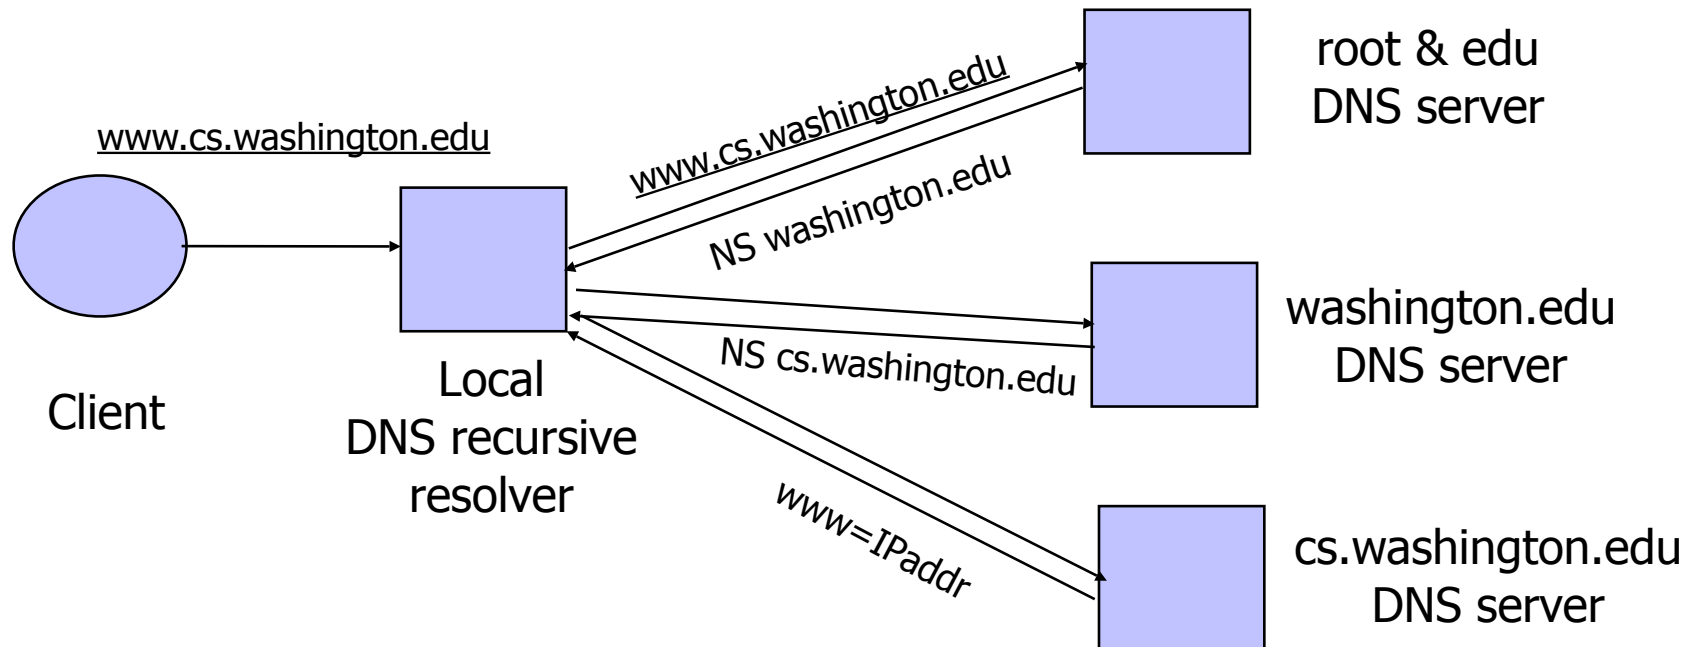 www.cs.washington.edu
Client
Local
DNS recursive
resolver
www.cs.washington.edu
NS washington.edu
NS cs.washington.edu
www=IPaddr
root & edu
DNS server
washington.edu
DNS server
cs.washington.edu
DNS server